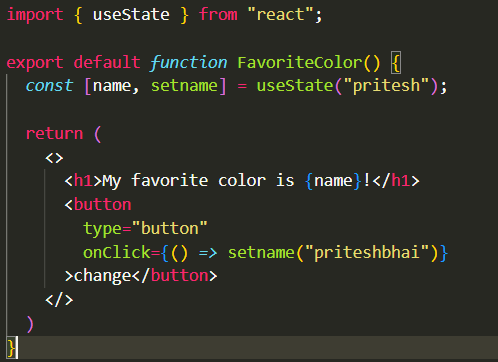 import { useState } from "react";
export default function FavoriteColor() {
const [name, setname] = useState("pritesh");
return (
<>
<h1>My favorite color is {name}!</h1>
<button
type="button"
onClick={() => setname("priteshbhai")}
>change</button>
</>
)
}